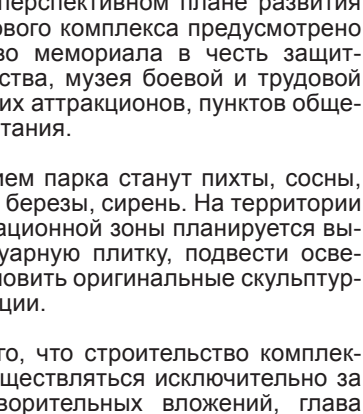 перспективном плане развития
ового комплекса предусмотрено
во мемориала в честь защит-
ства, музея боевой и трудовой
их аттракционов, пунктов обще-
тания.
ием парка станут пихты, сосны,
березы, сирень. На территории
ационной зоны планируется вы-
уарную плитку, подвести осве-
новить оригинальные скульптур-
ции.
го, что строительство комплек-
ществляться исключительно за
ворительных вложений, глава